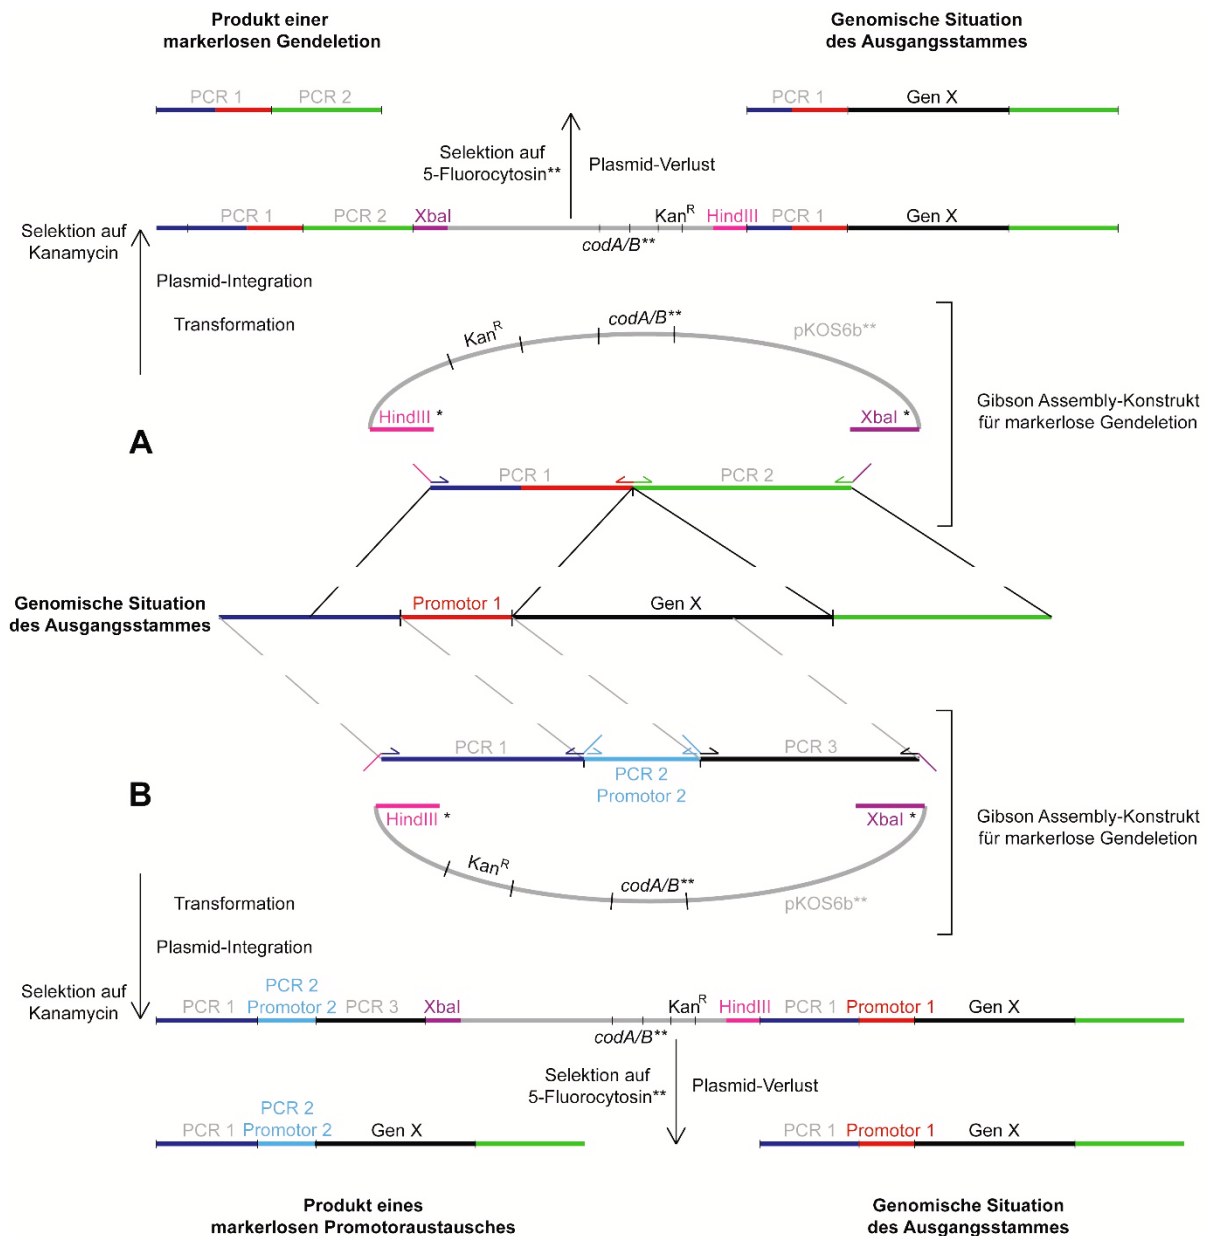 Produkt einer
markerlosen Gendeletion
Genomische Situation
des Ausgangsstammes
PCR 1
PCR 2
PCR 1
Gen X
Selektion auf
5-Fluorocytosin**
Plasmid-Verlust
Selektion auf
Kanamycin
PCR 1
PCR 2
XbaI
codA/B**
Kan^R
HindIII
PCR 1
Gen X
Plasmid-Integration
Transformation
Kan^R
codA/B**
pKOS6b**
HindIII *
XbaI *
Gibson Assembly-Konstrukt
für markerlose Gendeletion
A
PCR 1
PCR 2
Genomische Situation
des Ausgangsstammes
Promotor 1
Gen X
PCR 1
PCR 2
Promotor 2
PCR 3
B
HindIII *
XbaI *
Kan^R
codA/B**
pKOS6b**
Gibson Assembly-Konstrukt
für markerlose Gendeletion
Transformation
Plasmid-Integration
Selektion auf
Kanamycin
PCR 1
PCR 2
Promotor 2
PCR 3
XbaI
codA/B**
Kan^R
HindIII
PCR 1
Promotor 1
Gen X
Selektion auf
5-Fluorocytosin**
Plasmid-Verlust
PCR 1
PCR 2
Promotor 2
Gen X
PCR 1
Promotor 1
Gen X
Produkt eines
markerlosen Promotoraustausches
Genomische Situation
des Ausgangsstammes